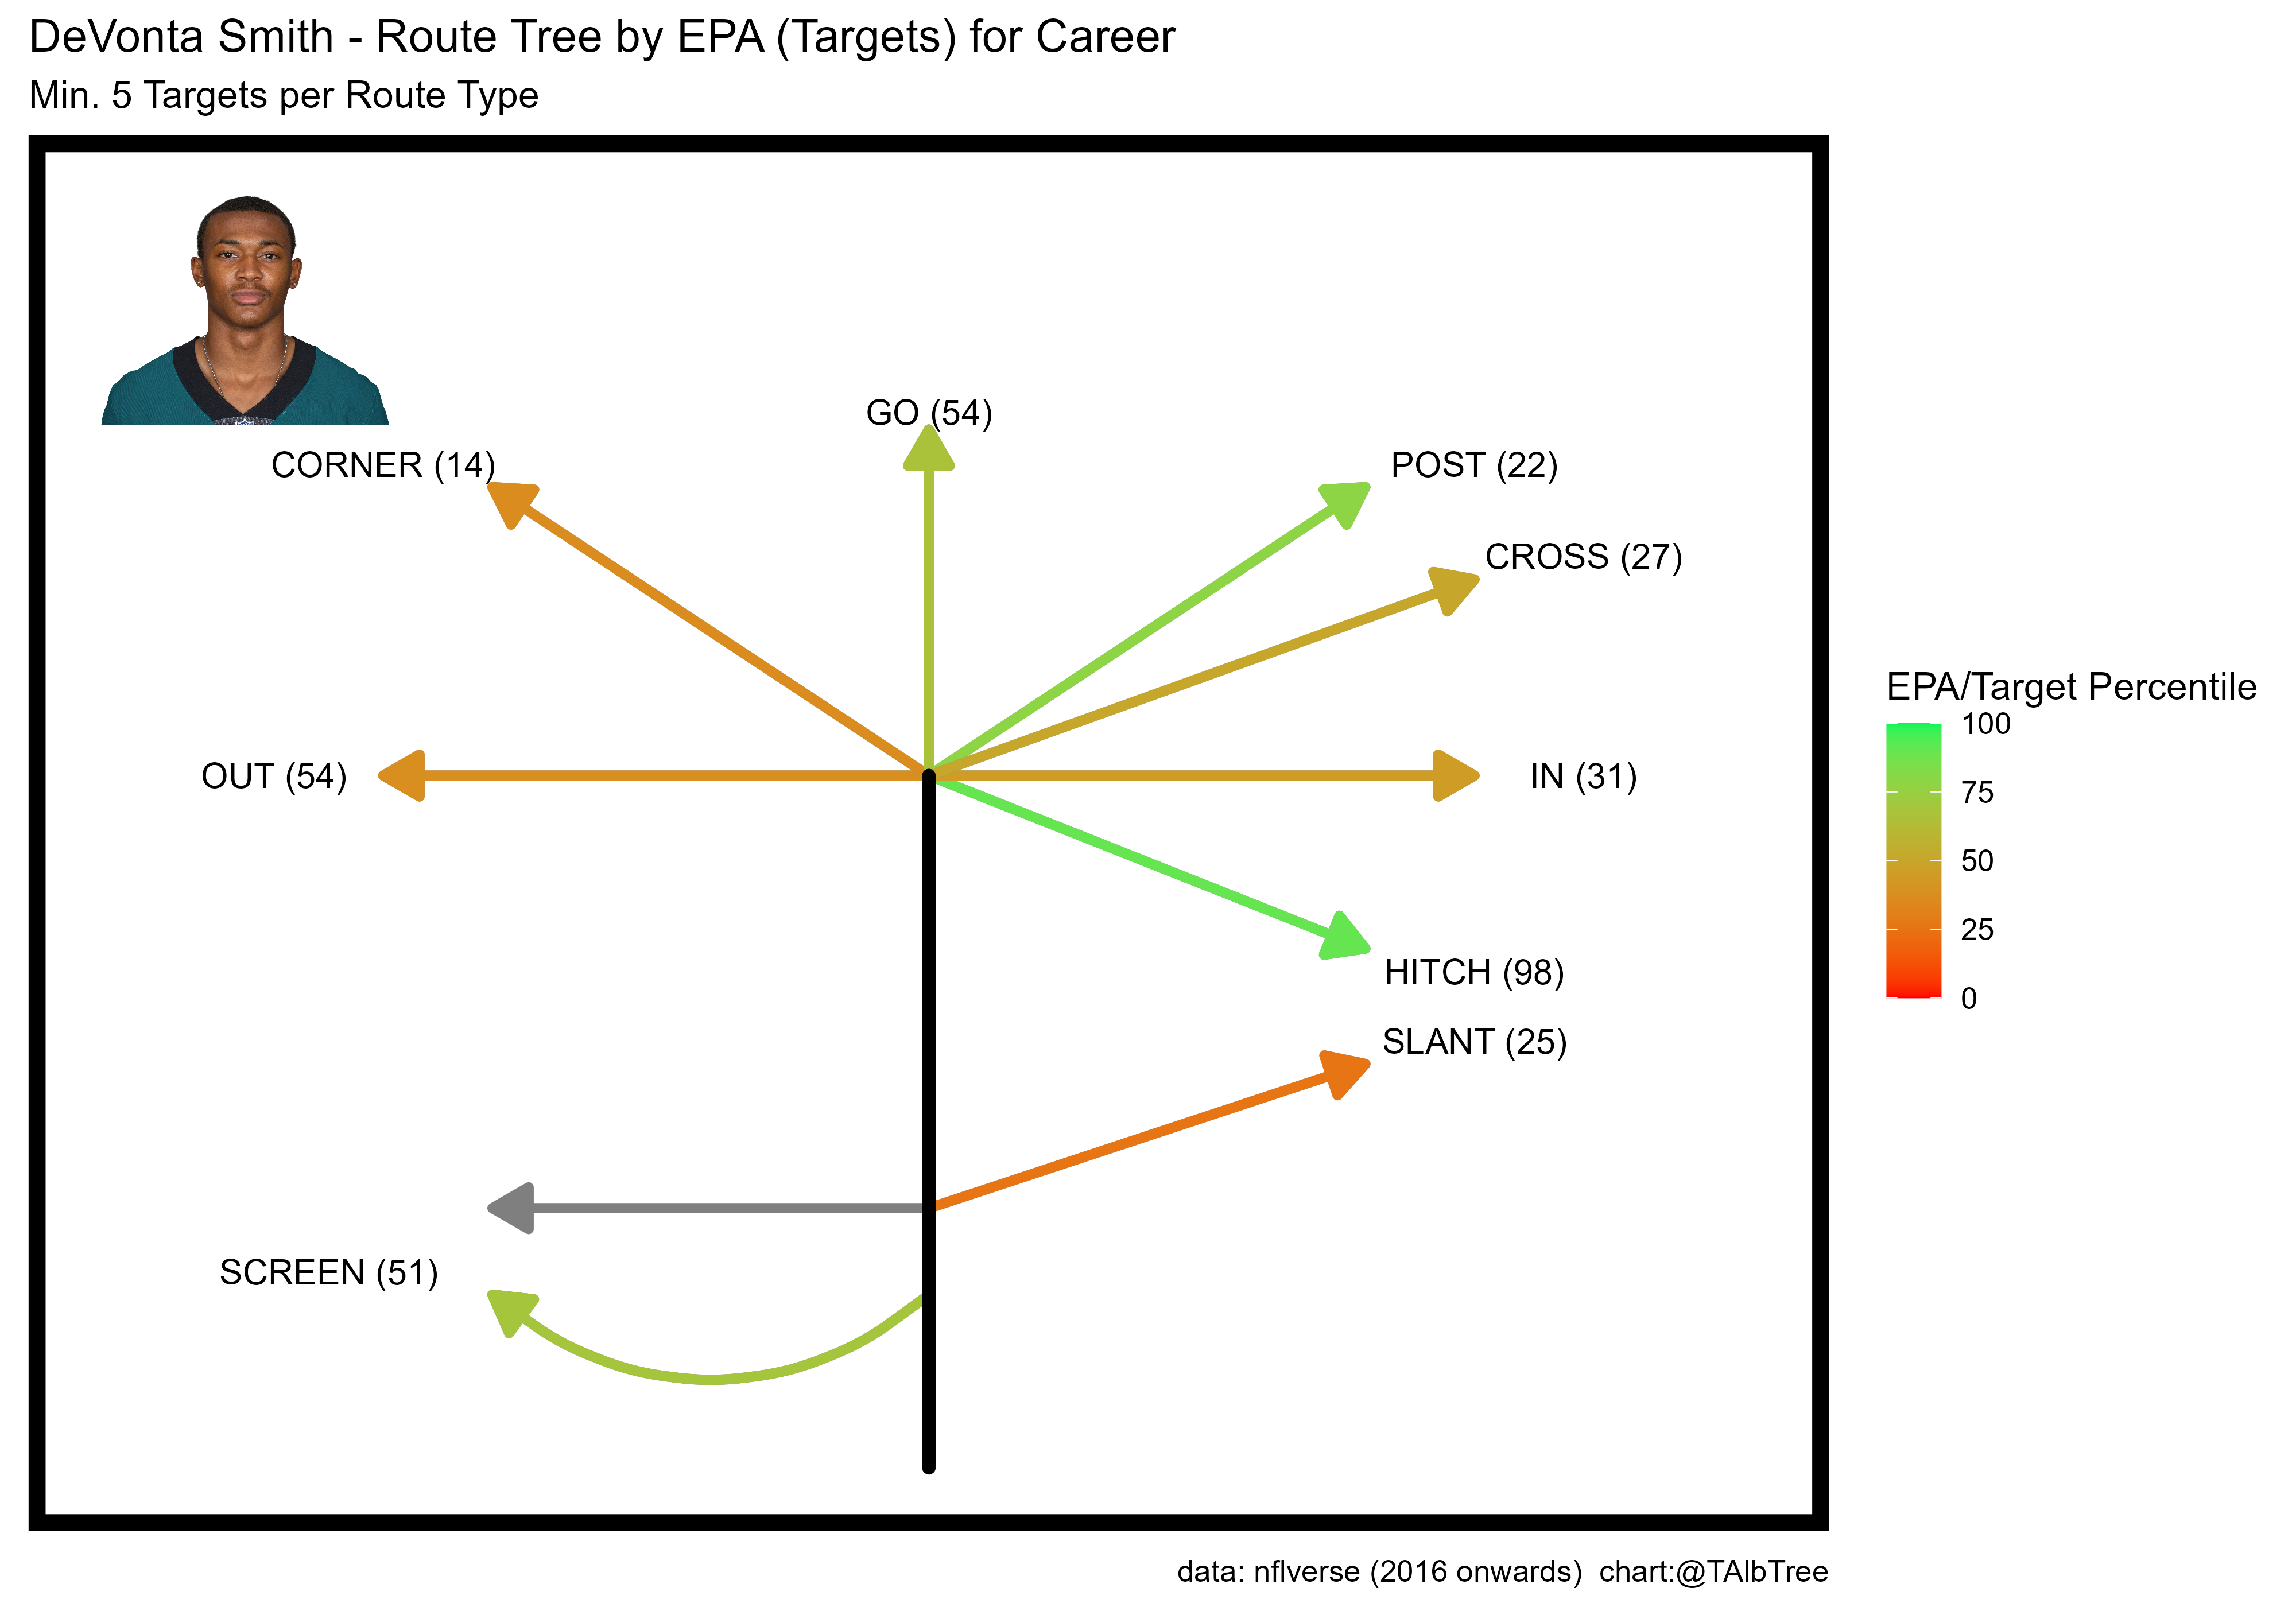 DeVonta Smith - Route Tree by EPA (Targets) for Career
Min. 5 Targets per Route Type
GO (54)
CORNER (14)
POST (22)
CROSS (27)
OUT (54)
IN (31)
HITCH (98)
SLANT (25)
SCREEN (51)
EPA/Target Percentile
100
75
50
25
0
data: nflverse (2016 onwards)  chart:@TAlbTree